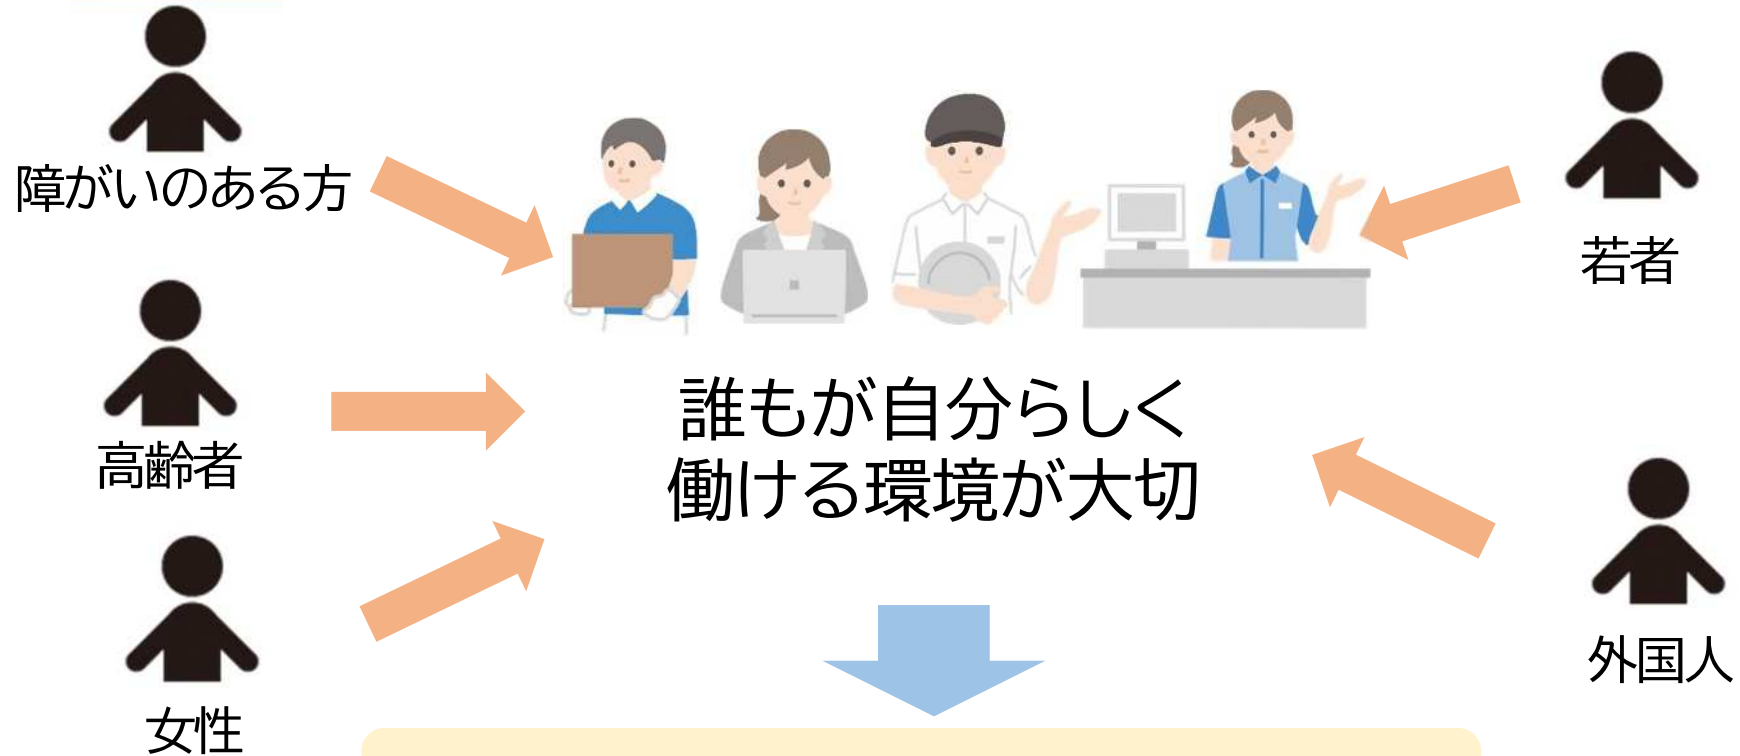 障がいのある方
若者
高齢者
誰もが自分らしく
働ける環境が大切
外国人
女性